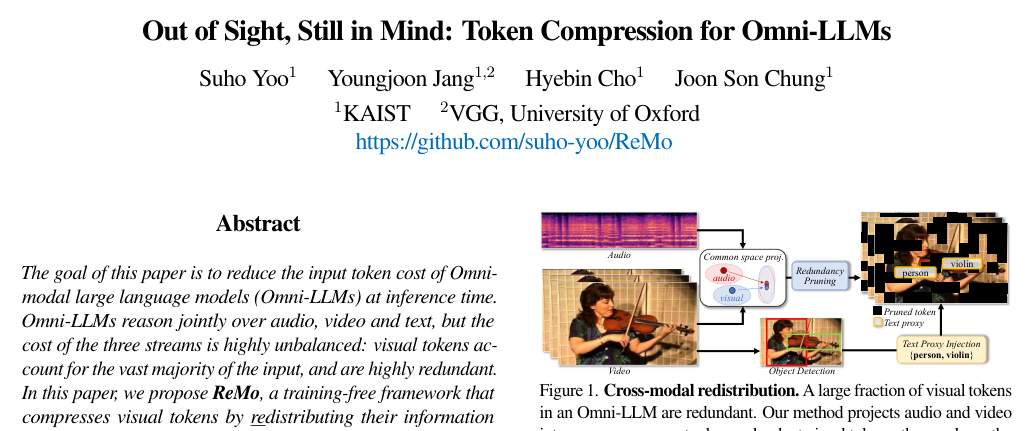 Out of Sight, Still in Mind: Token Compression for Omni-LLMs
Suho Yoo1 Youngjoon Jang1,2 Hyebin Cho1 Joon Son Chung1
1KAIST 2VGG, University of Oxford
https://github.com/suho-yoo/ReMo
Abstract
The goal of this paper is to reduce the input token cost of Omni-
modal large language models (Omni-LLMs) at inference time.
Omni-LLMs reason jointly over audio, video and text, but the
cost of the three streams is highly unbalanced: visual tokens ac-
count for the vast majority of the input, and are highly redundant.
In this paper, we propose ReMo, a training-free framework that
compresses visual tokens by redistributing their information
Audio
Video
Common space proj.
audio
visual
Redundancy
Pruning
person
violin
Pruned token
Text proxy
Object Detection
Text Proxy Injection
{person, violin}
Figure 1. Cross-modal redistribution. A large fraction of visual tokens
in an Omni-LLM are redundant. Our method projects audio and video